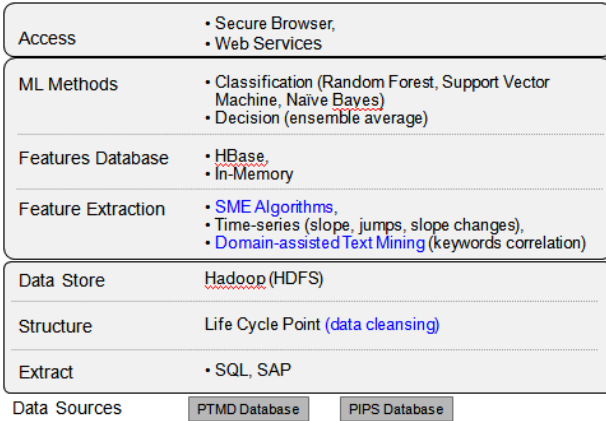 Access
• Secure Browser,
• Web Services
ML Methods
• Classification (Random Forest, Support Vector
Machine, Naïve Bayes)
• Decision (ensemble average)
Features Database
• HBase,
• In-Memory
Feature Extraction
• SME Algorithms,
• Time-series (slope, jumps, slope changes),
• Domain-assisted Text Mining (keywords correlation)
Data Store
Hadoop (HDFS)
Structure
Life Cycle Point (data cleansing)
Extract
• SQL, SAP
Data Sources
PTMD Database
PIPS Database